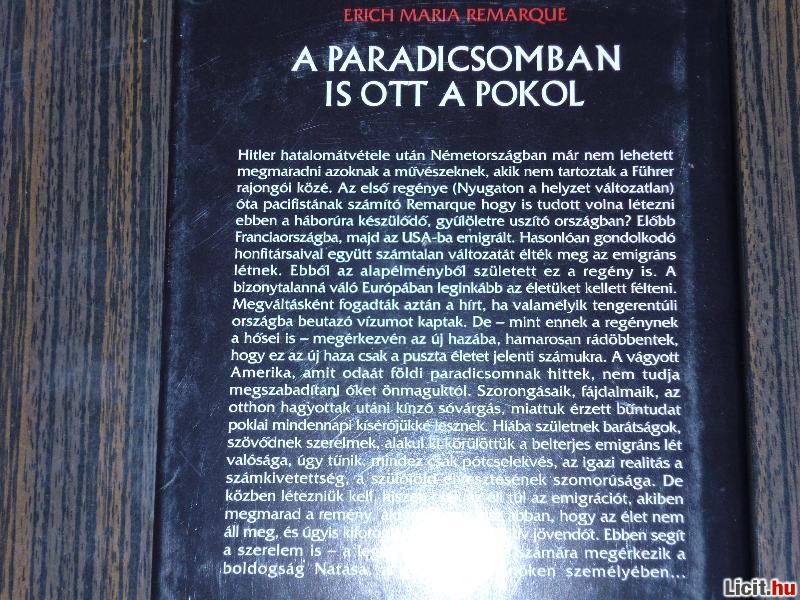 ERICH MARIA REMARQUE
A PARADICSOMBAN
IS OTT A POKOL
Hitler hatalomátvétele után Németországban már nem lehetett
megmaradni azoknak a művészeknek, akik nem tartoztak a Führer
rajongói közé. Az első regénye (Nyugaton a helyzet változatlan)
óta pacifistának számító Remarque hogy is tudott volna létezni
ebben a háborúra készülődő, gyűlöletre uszító országban? Előbb
Franciaországba, majd az USA-ba emigrált. Hasonlóan gondolkodó
honfitársaival együtt számtalan változatát élték meg az emigráns
létnek. Ebből az alapélményből született ez a regény is. A
bizonytalanná váló Európában leginkább az életüket kellett félteni.
Megváltásként fogadták aztán a hírt, ha valamelyik tengerentúli
országba beutazó vízumot kaptak. De – mint ennek a regénynek
a hősei is – megérkezvén az új hazába, hamarosan rádöbbentek,
hogy ez az új haza csak a puszta életet jelenti számukra. A vágyott
Amerika, amit odaát földi paradicsomnak hittek, nem tudja
megszabadítani őket önmaguktól. Szorongásaik, fájdalmaik, az
otthon hagyottak utáni kínzó sóvárgás, miattuk érzett bűntudat
poklai mindennapi kísérőjükké lesznek. Hiába születnek barátságok,
szövődnek szerelmek, alakul ki körülöttük a belterjes emigráns lét
valósága, úgy tűnik, mindez csak pótcselekvés, az igazi realitás a
számkivetettség, a szülőföld elvesztésének szomorúsága. De
közben létezniük kell, hiszen csak az éli túl az emigrációt, akiben
megmarad a remény, abban, hogy az élet nem
áll meg, és úgyis jövendőt. Ebben segít
a szerelem is – a számára megérkezik a
boldogság Natasa személyében...
Licit.hu